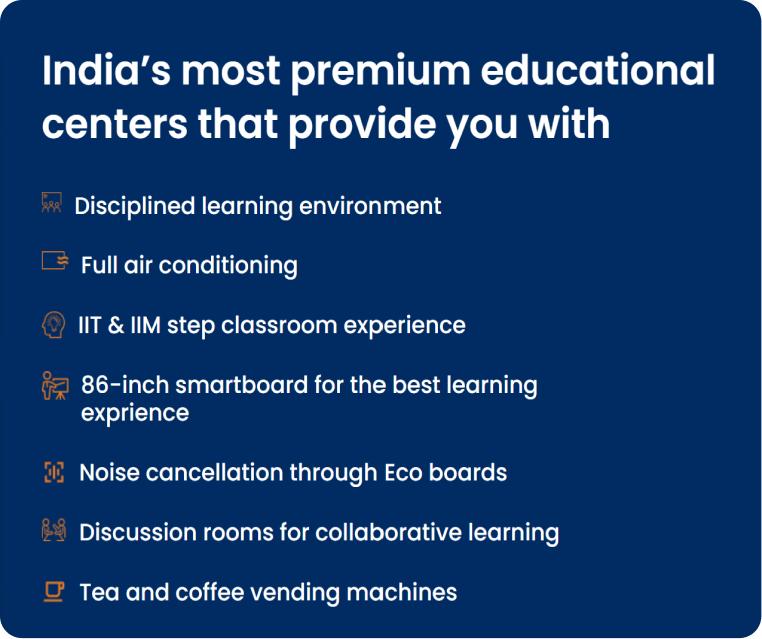 India’s most premium educational
centers that provide you with
Disciplined learning environment
Full air conditioning
IIT & IIM step classroom experience
86-inch smartboard for the best learning
exprience
Noise cancellation through Eco boards
Discussion rooms for collaborative learning
Tea and coffee vending machines